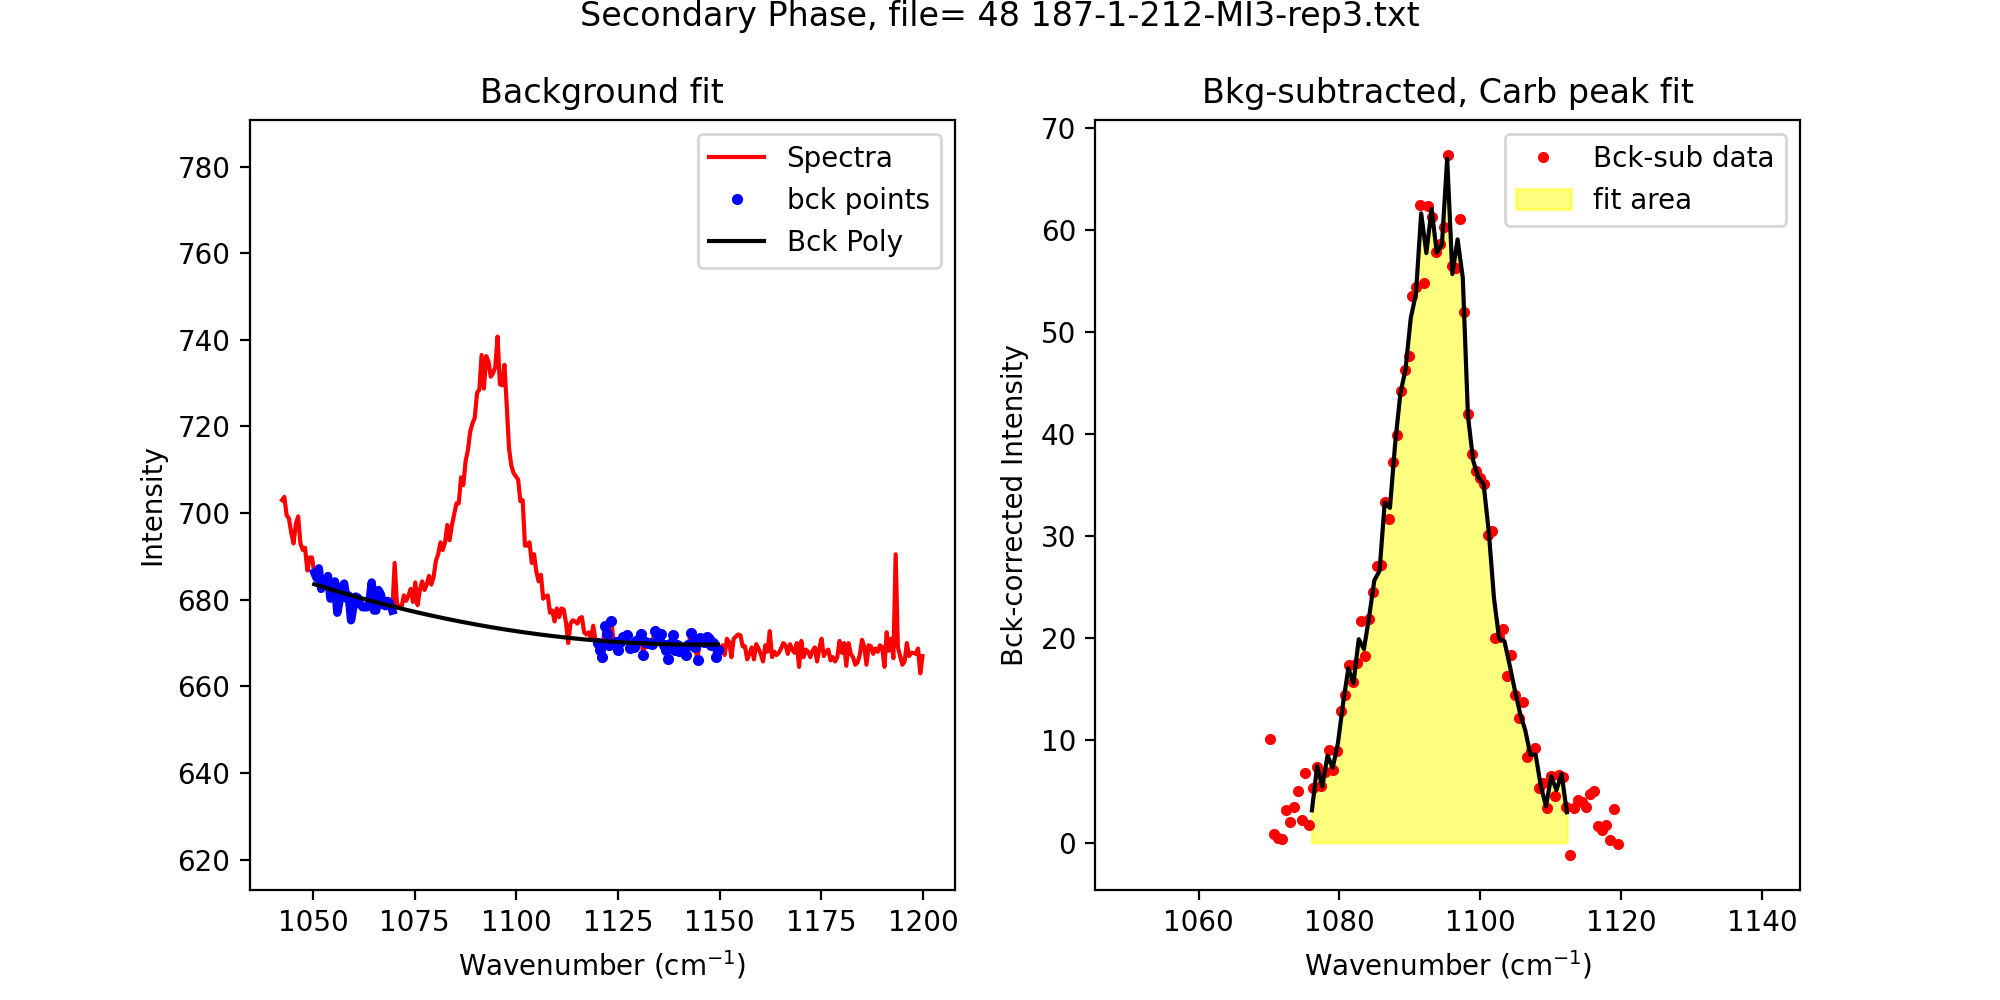 Secondary Phase, file= 48 187-1-212-MI3-rep3.txt
Background fit
Bkg-subtracted, Carb peak fit
Spectra
bck points
Bck Poly
Bck-sub data
fit area
Intensity
780
760
740
720
700
680
660
640
620
1050 1075 1100 1125 1150 1175 1200
Wavenumber (cm⁻¹)
Bck-corrected Intensity
70
60
50
40
30
20
10
0
1060 1080 1100 1120 1140
Wavenumber (cm⁻¹)